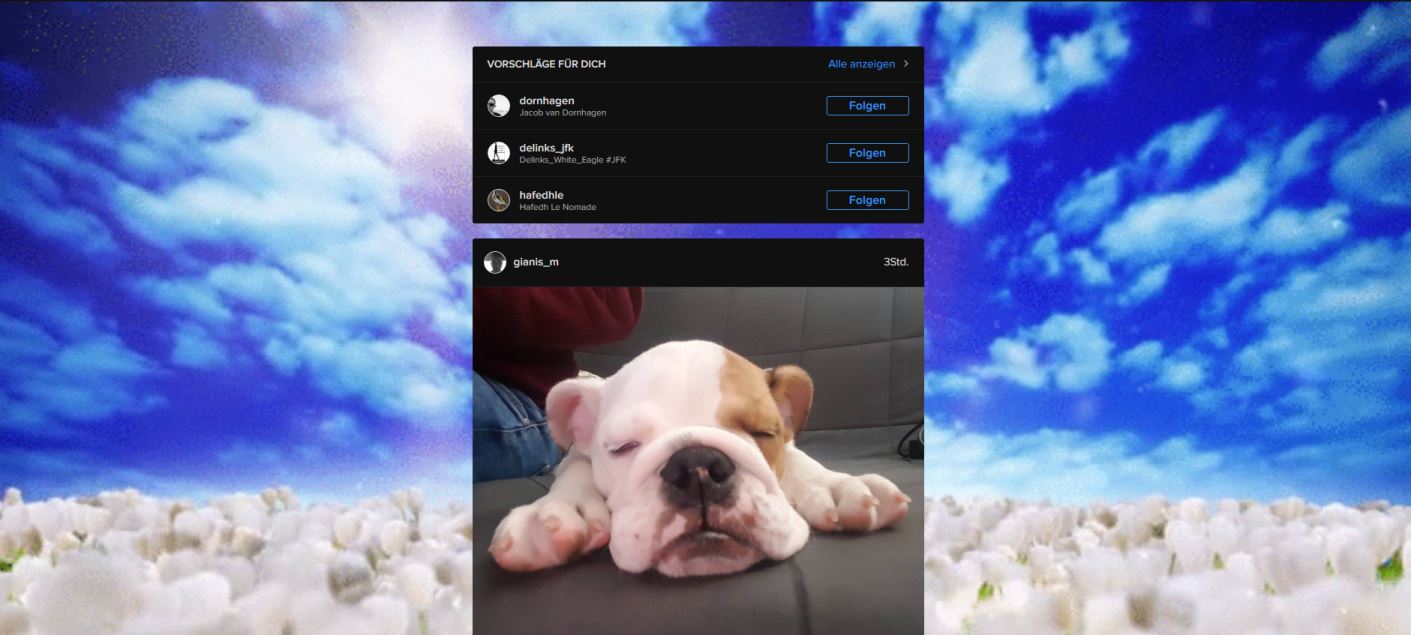 VORSCHLÄGE FÜR DICH
Alle anzeigen
dornhagen
Jacob van Dornhagen
Folgen
delinks_jfk
Delinks_White_Eagle #JFK
Folgen
hafedhle
Hafedh Le Nomade
Folgen
gianis_m
3Std.